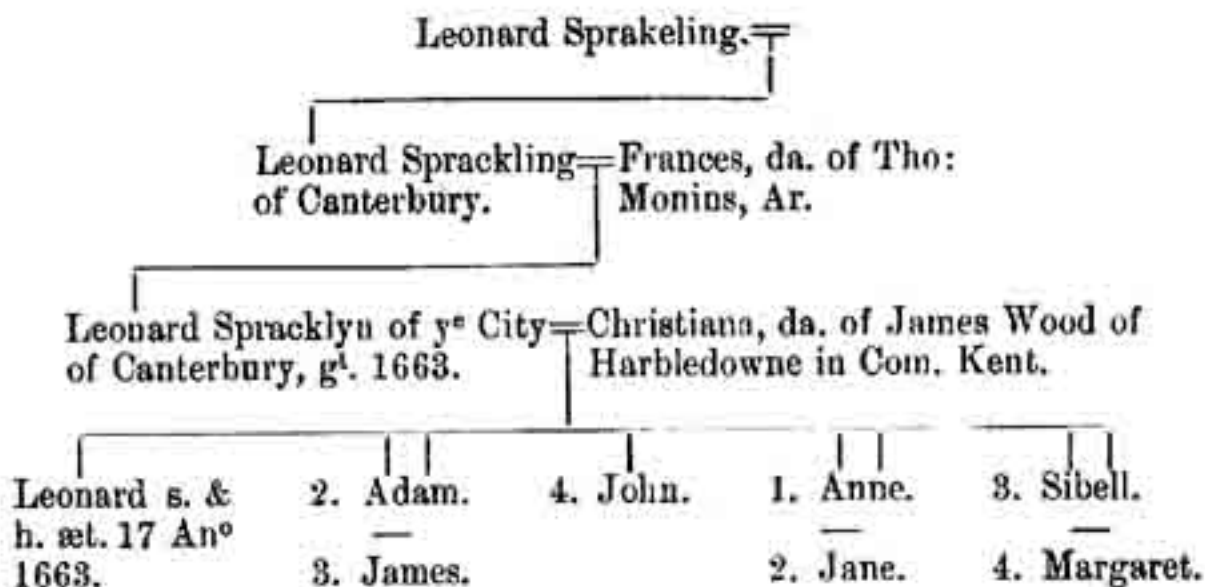 Leonard Sprakeling.
Leonard Sprackling
of Canterbury.
Frances, da. of Tho:
Monins, Ar.
Leonard Spracklyn of yᵉ City
of Canterbury, gᵗ. 1663.
Christiana, da. of James Wood of
Harbledowne in Com. Kent.
Leonard s. &
h. æt. 17 Anᵒ
1663.
2. Adam.
3. James.
4. John.
1. Anne.
2. Jane.
3. Sibell.
4. Margaret.